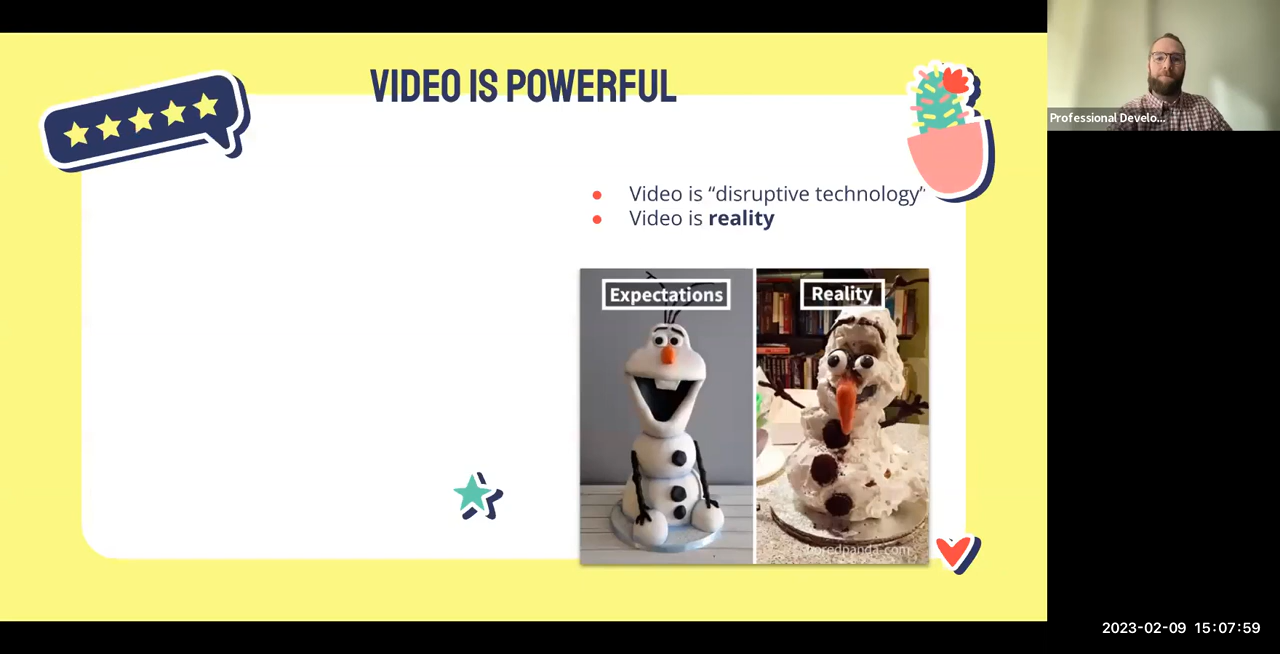 VIDEO IS POWERFUL
Professional Develo...
Video is “disruptive technology”
Video is reality
Expectations
Reality
boredpanda.com
2023-02-09 15:07:59